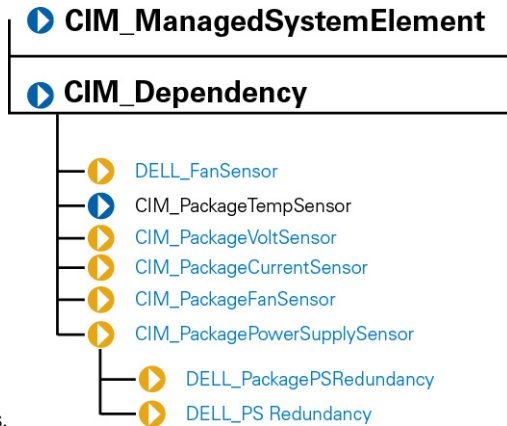 CIM_ManagedSystemElement
CIM_Dependency
DELL_FanSensor
CIM_PackageTempSensor
CIM_PackageVoltSensor
CIM_PackageCurrentSensor
CIM_PackageFanSensor
CIM_PackagePowerSupplySensor
DELL_PackagePSRedundancy
DELL_PS Redundancy